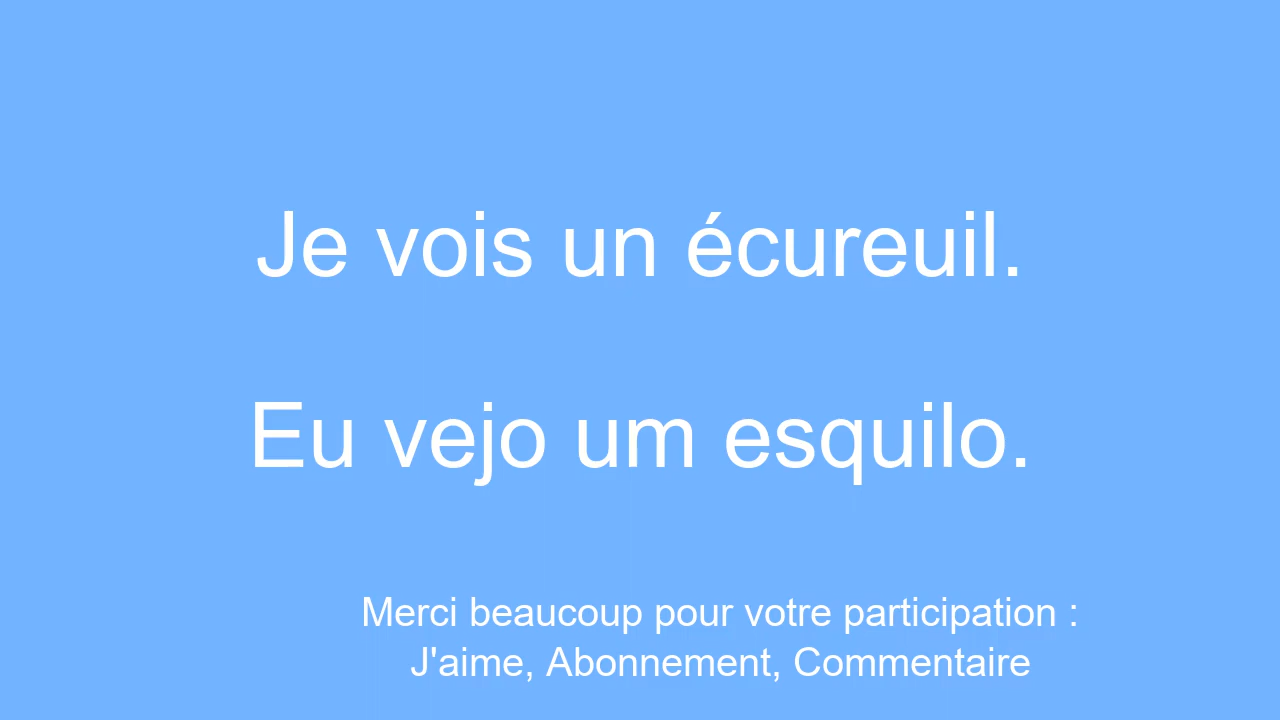 Je vois un écureuil.
Eu vejo um esquilo.
Merci beaucoup pour votre participation :
J'aime, Abonnement, Commentaire